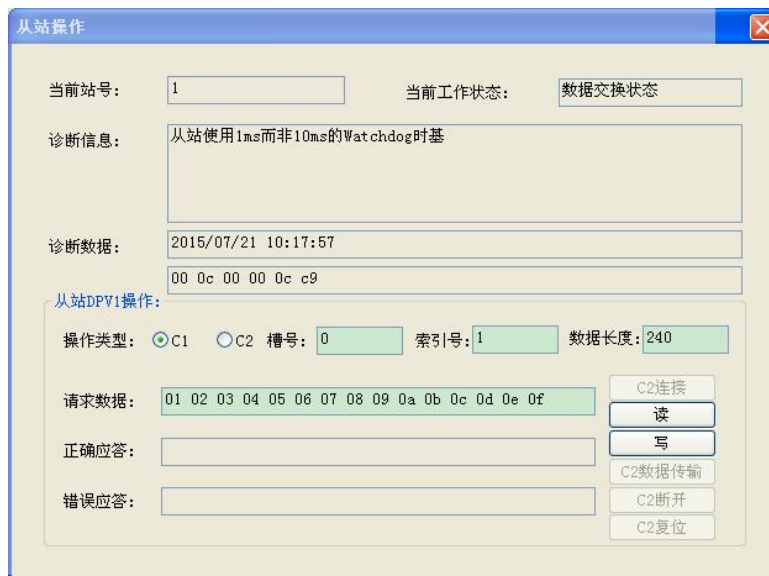 从站操作
当前站号： 1 当前工作状态： 数据交换状态
诊断信息： 从站使用1ms而非10ms的Watchdog时基
诊断数据： 2015/07/21 10:17:57
00 0c 00 00 0c c9
从站DPV1操作：
操作类型： C1 C2 槽号： 0 索引号： 1 数据长度： 240
C2连接
请求数据： 01 02 03 04 05 06 07 08 09 0a 0b 0c 0d 0e 0f
读
正确应答： 写
C2数据传输
错误应答： C2断开
C2复位